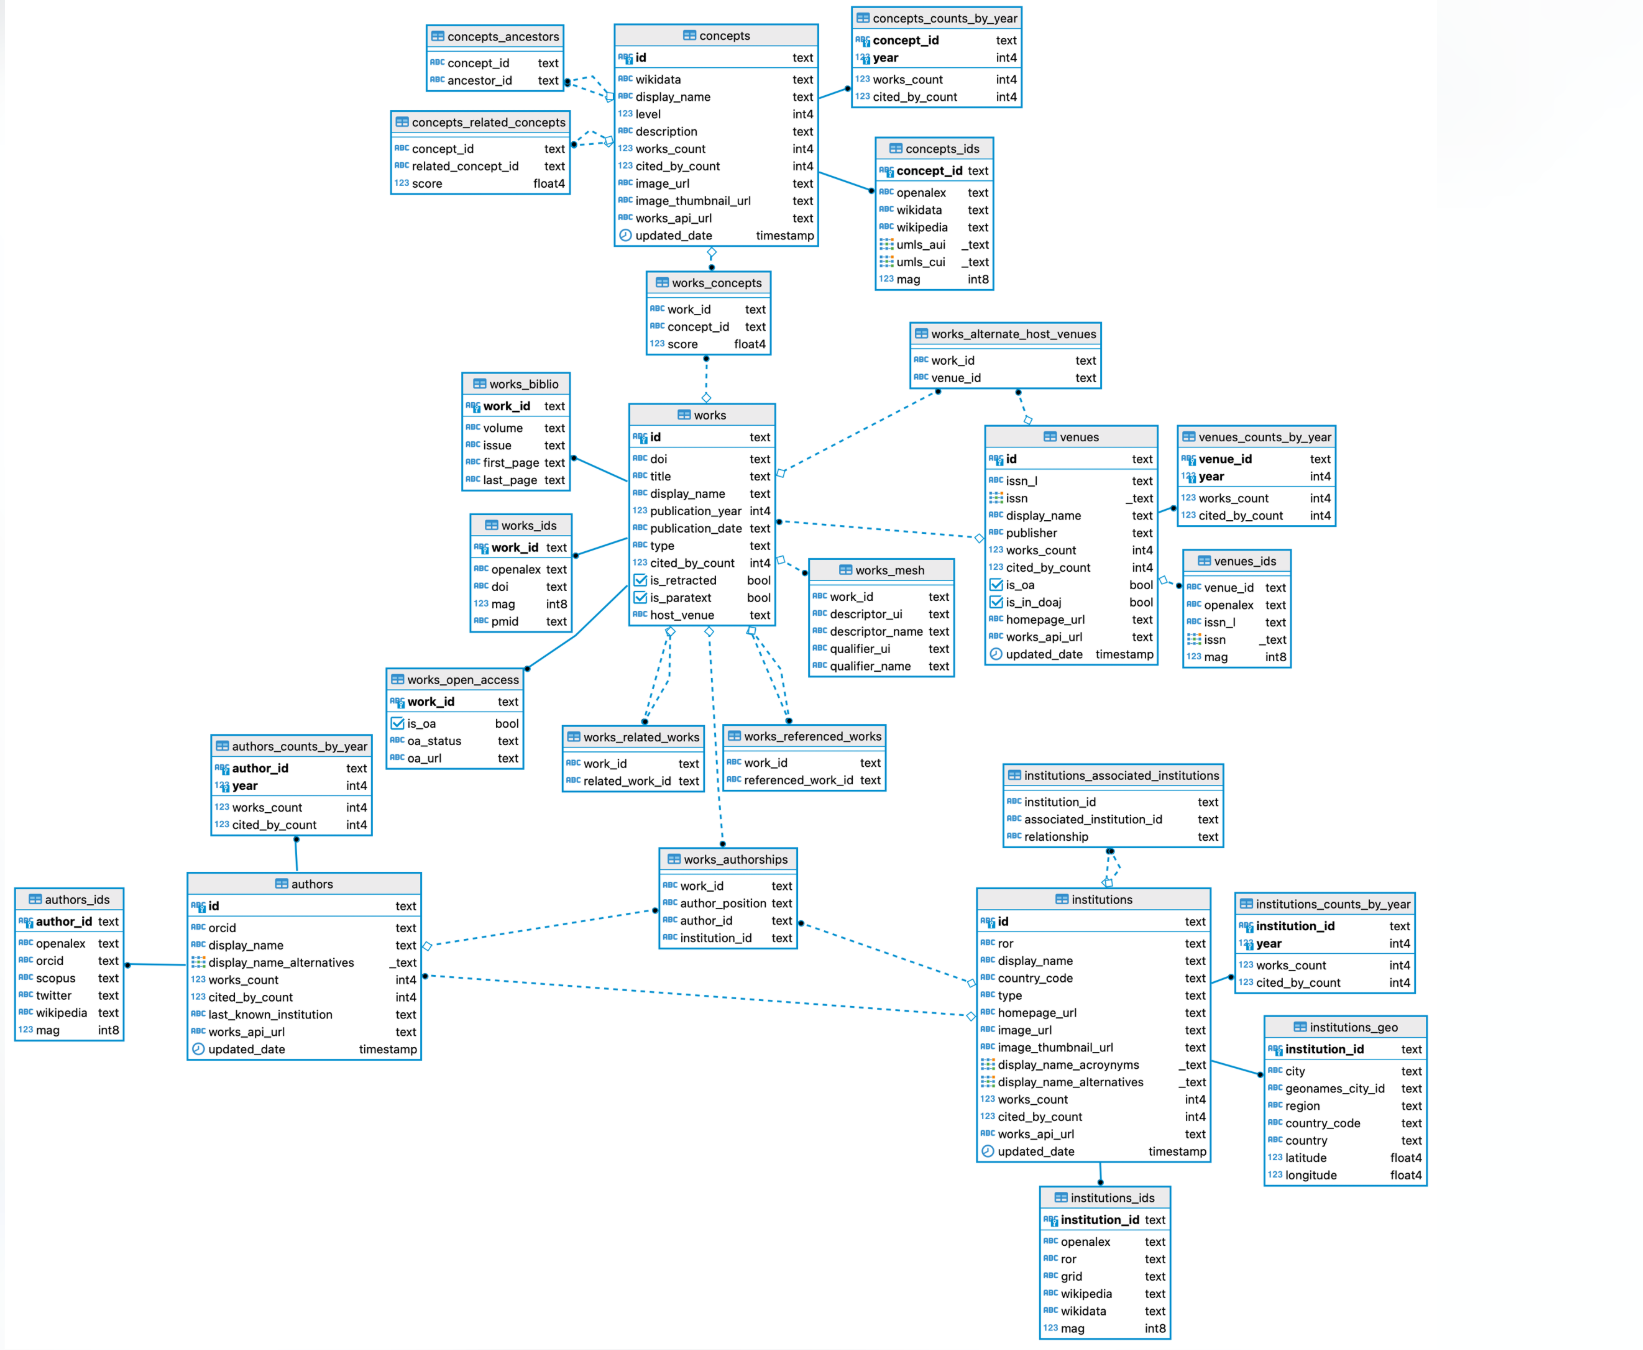 concepts_ancestors
concept_id text
ancestor_id text
concepts_related_concepts
concept_id text
related_concept_id text
score float4
concepts
id text
wikidata text
display_name text
level int4
description text
works_count int4
cited_by_count int4
image_url text
image_thumbnail_url text
works_api_url text
updated_date timestamp
concepts_counts_by_year
concept_id text
year int4
works_count int4
cited_by_count int4
concepts_ids
concept_id text
openalex text
wikidata text
wikipedia text
umls_aui _text
umls_cui _text
mag int8
works_concepts
work_id text
concept_id text
score float4
works_alternate_host_venues
work_id text
venue_id text
works_biblio
work_id text
volume text
issue text
first_page text
last_page text
works_ids
work_id text
openalex text
doi text
mag int8
pmid text
works
id text
doi text
title text
display_name text
publication_year int4
publication_date text
type text
cited_by_count int4
is_retracted bool
is_paratext bool
host_venue text
venues
id text
issn_l text
issn _text
display_name text
publisher text
works_count int4
cited_by_count int4
is_oa bool
is_in_doaj bool
homepage_url text
works_api_url text
updated_date timestamp
venues_counts_by_year
venue_id text
year int4
works_count int4
cited_by_count int4
venues_ids
venue_id text
openalex text
issn_l text
issn _text
mag int8
works_mesh
work_id text
descriptor_ui text
descriptor_name text
qualifier_ui text
qualifier_name text
works_open_access
work_id text
is_oa bool
oa_status text
oa_url text
works_related_works
work_id text
related_work_id text
works_referenced_works
work_id text
referenced_work_id text
authors_counts_by_year
author_id text
year int4
works_count int4
cited_by_count int4
institutions_associated_institutions
institution_id text
associated_institution_id text
relationship text
authors_ids
author_id text
openalex text
orcid text
scopus text
twitter text
wikipedia text
mag int8
authors
id text
orcid text
display_name text
display_name_alternatives _text
works_count int4
cited_by_count int4
last_known_institution text
works_api_url text
updated_date timestamp
works_authorships
work_id text
author_position text
author_id text
institution_id text
institutions
id text
ror text
display_name text
country_code text
type text
homepage_url text
image_url text
image_thumbnail_url text
display_name_acroynyms _text
display_name_alternatives _text
works_count int4
cited_by_count int4
works_api_url text
updated_date timestamp
institutions_counts_by_year
institution_id text
year int4
works_count int4
cited_by_count int4
institutions_geo
institution_id text
city text
geonames_city_id text
region text
country_code text
country text
latitude float4
longitude float4
institutions_ids
institution_id text
openalex text
ror text
grid text
wikipedia text
wikidata text
mag int8